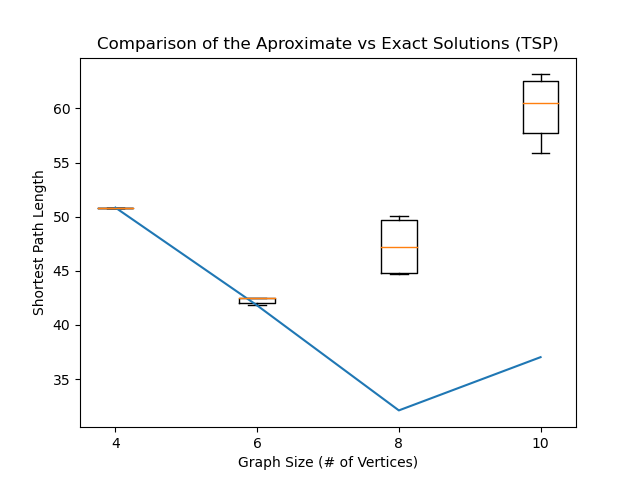 Comparison of the Aproximate vs Exact Solutions (TSP)
Shortest Path Length
60
55
50
45
40
35
4 6 8 10
Graph Size (# of Vertices)